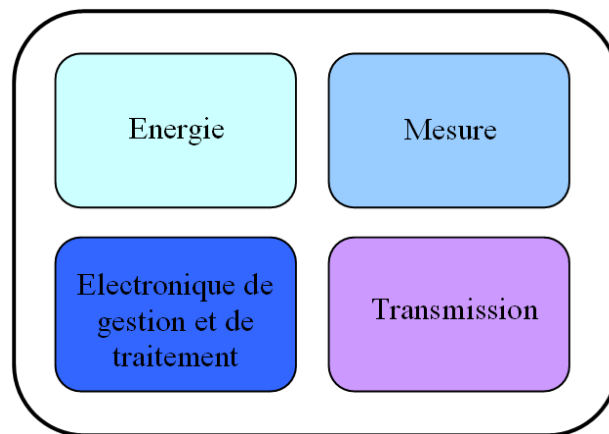 Energie
Mesure
Electronique de
gestion et de
traitement
Transmission